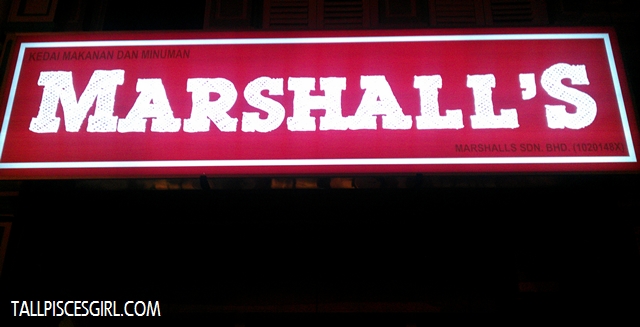 KEDAI MAKANAN DAN MINUMAN
MARSHALL'S
MARSHALLS SDN. BHD. (1020148X)
TALLPISCESGIRL.COM